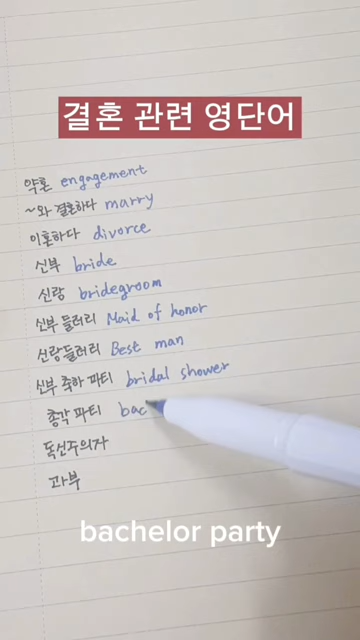 결혼 관련 영단어
약혼 engagement
~와 결혼하다 marry
이혼하다 divorce
신부 bride
신랑 bridegroom
신부 들러리 Maid of honor
신랑들러리 Best man
신부 축하 파티 bridal shower
총각 파티 bac
독신주의자
과부
bachelor party